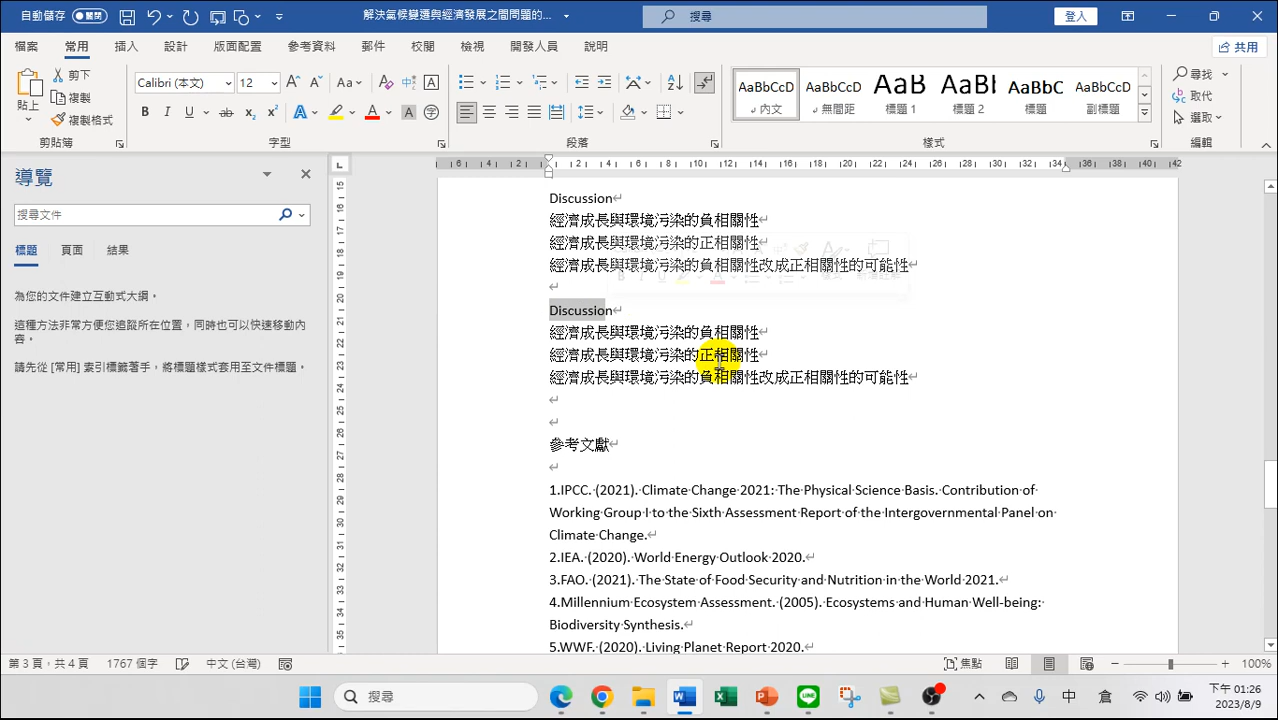 自動儲存 關閉 解決氣候變遷與經濟發展之間問題的... 搜尋 登入
檔案 常用 插入 設計 版面配置 參考資料 郵件 校閱 檢視 開發人員 說明 共用
貼上 剪下 複製 複製格式 Calibri (本文) 12 AaBbCcD AaBbCcD AaB AaBl AaBbC AaBbCcD 尋找 取代 選取
內文 無間距 標題 1 標題 2 標題 副標題
剪貼簿 字型 段落 樣式 編輯
導覽
搜尋文件
標題 頁面 結果
為您的文件建立互動式大綱。
這種方法非常方便您追蹤所在位置，同時也可以快速移動內
容。
請先從 [常用] 索引標籤著手，將標題樣式套用至文件標題。
Discussion
經濟成長與環境污染的負相關性
經濟成長與環境污染的正相關性
經濟成長與環境污染的負相關性改成正相關性的可能性
Discussion
經濟成長與環境污染的負相關性
經濟成長與環境污染的正相關性
經濟成長與環境污染的負相關性改成正相關性的可能性
參考文獻
1.IPCC. (2021). Climate Change 2021: The Physical Science Basis. Contribution of
Working Group I to the Sixth Assessment Report of the Intergovernmental Panel on
Climate Change.
2.IEA. (2020). World Energy Outlook 2020.
3.FAO. (2021). The State of Food Security and Nutrition in the World 2021.
4.Millennium Ecosystem Assessment. (2005). Ecosystems and Human Well-being:
Biodiversity Synthesis.
5.WWF. (2020). Living Planet Report 2020.
第 3 頁，共 4 頁 1767 個字 中文 (台灣) 焦點 100%
搜尋 中 下午 01:26
2023/8/9